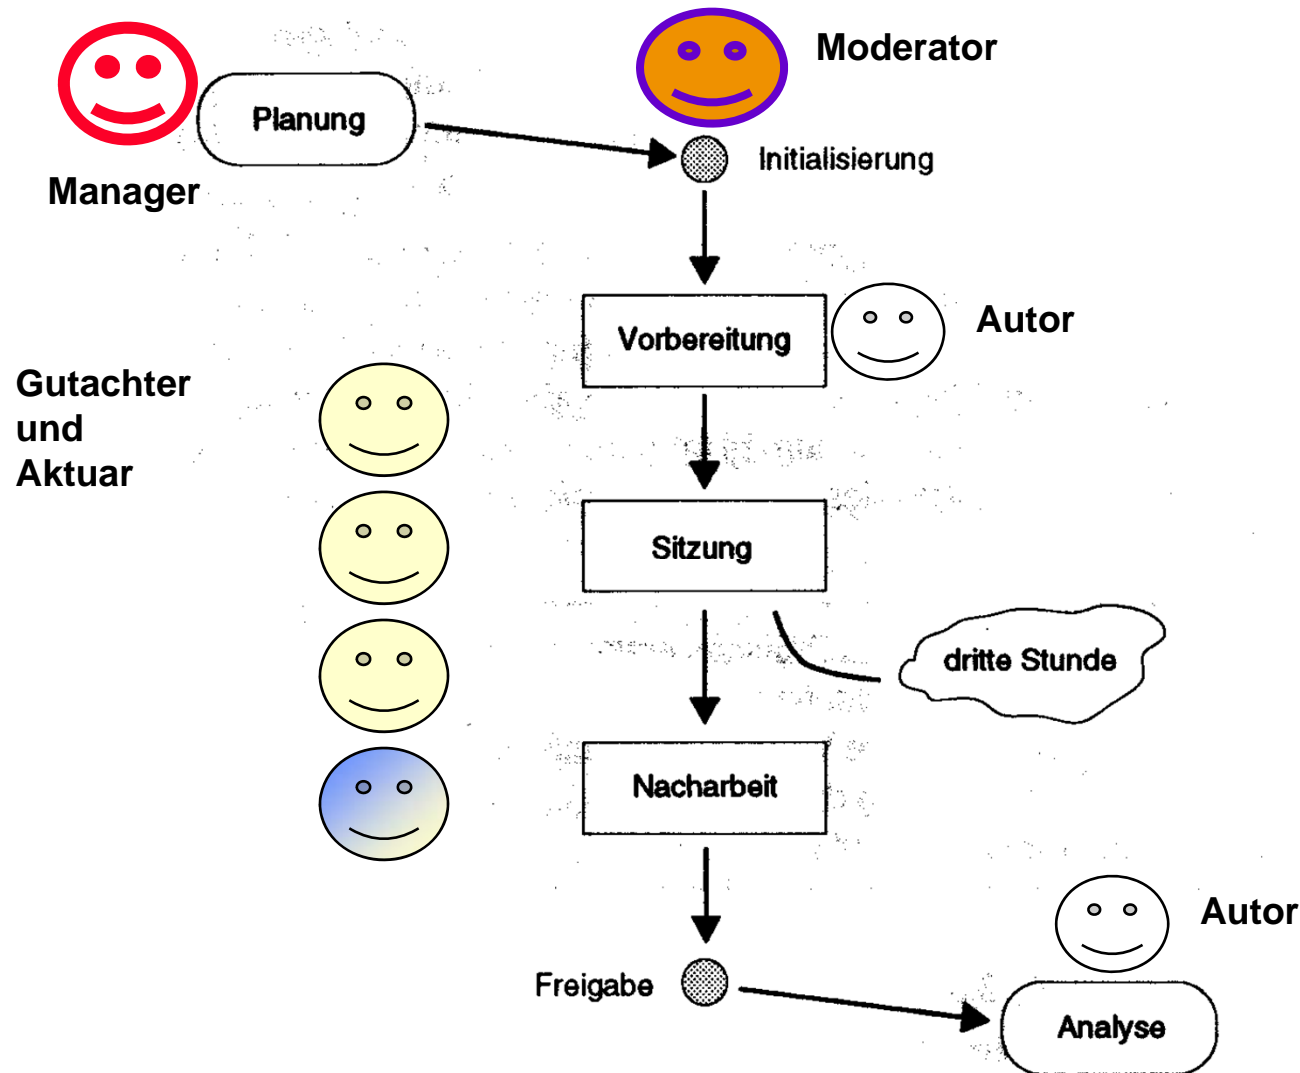 Moderator
Planung
Initialisierung
Manager
Vorbereitung
Autor
Gutachter
und
Aktuar
Sitzung
dritte Stunde
Nacharbeit
Autor
Freigabe
Analyse